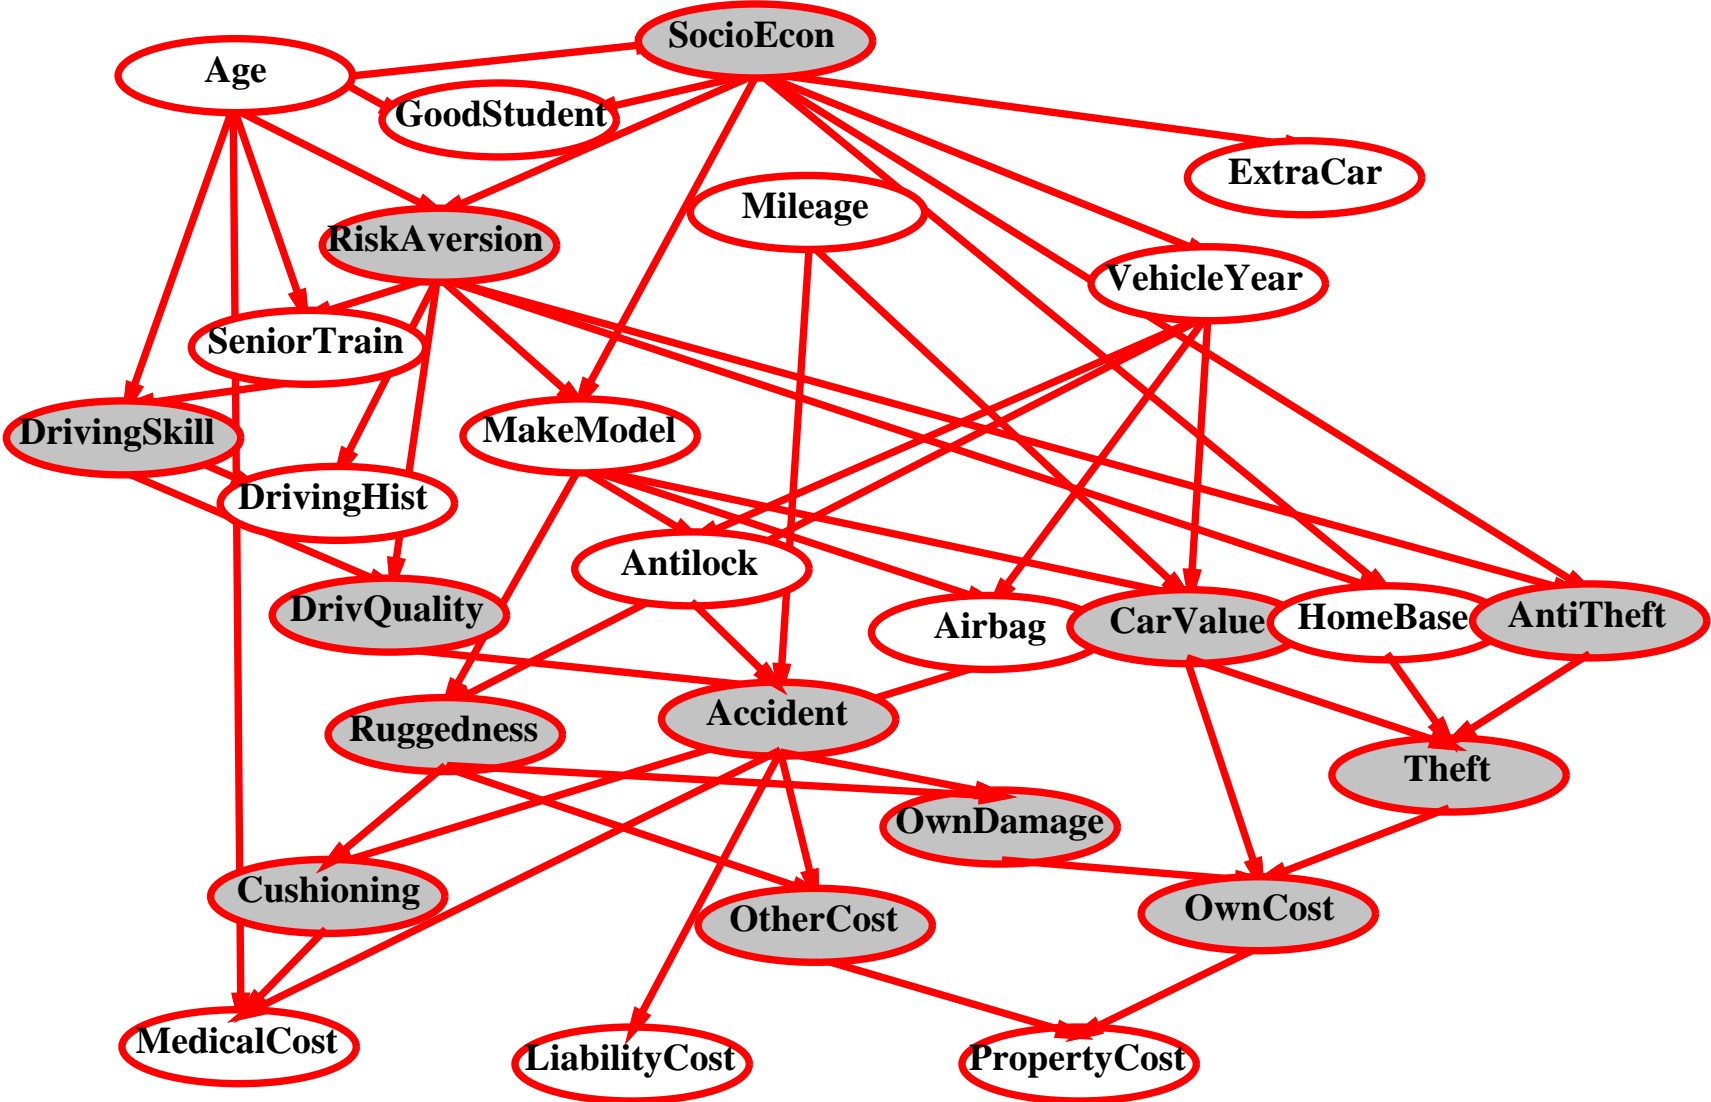 SocioEcon
Age
GoodStudent
ExtraCar
Mileage
RiskAversion
VehicleYear
SeniorTrain
DrivingSkill
MakeModel
DrivingHist
Antilock
DrivQuality
Airbag
CarValue
HomeBase
AntiTheft
Ruggedness
Accident
Theft
OwnDamage
Cushioning
OtherCost
OwnCost
MedicalCost
LiabilityCost
PropertyCost